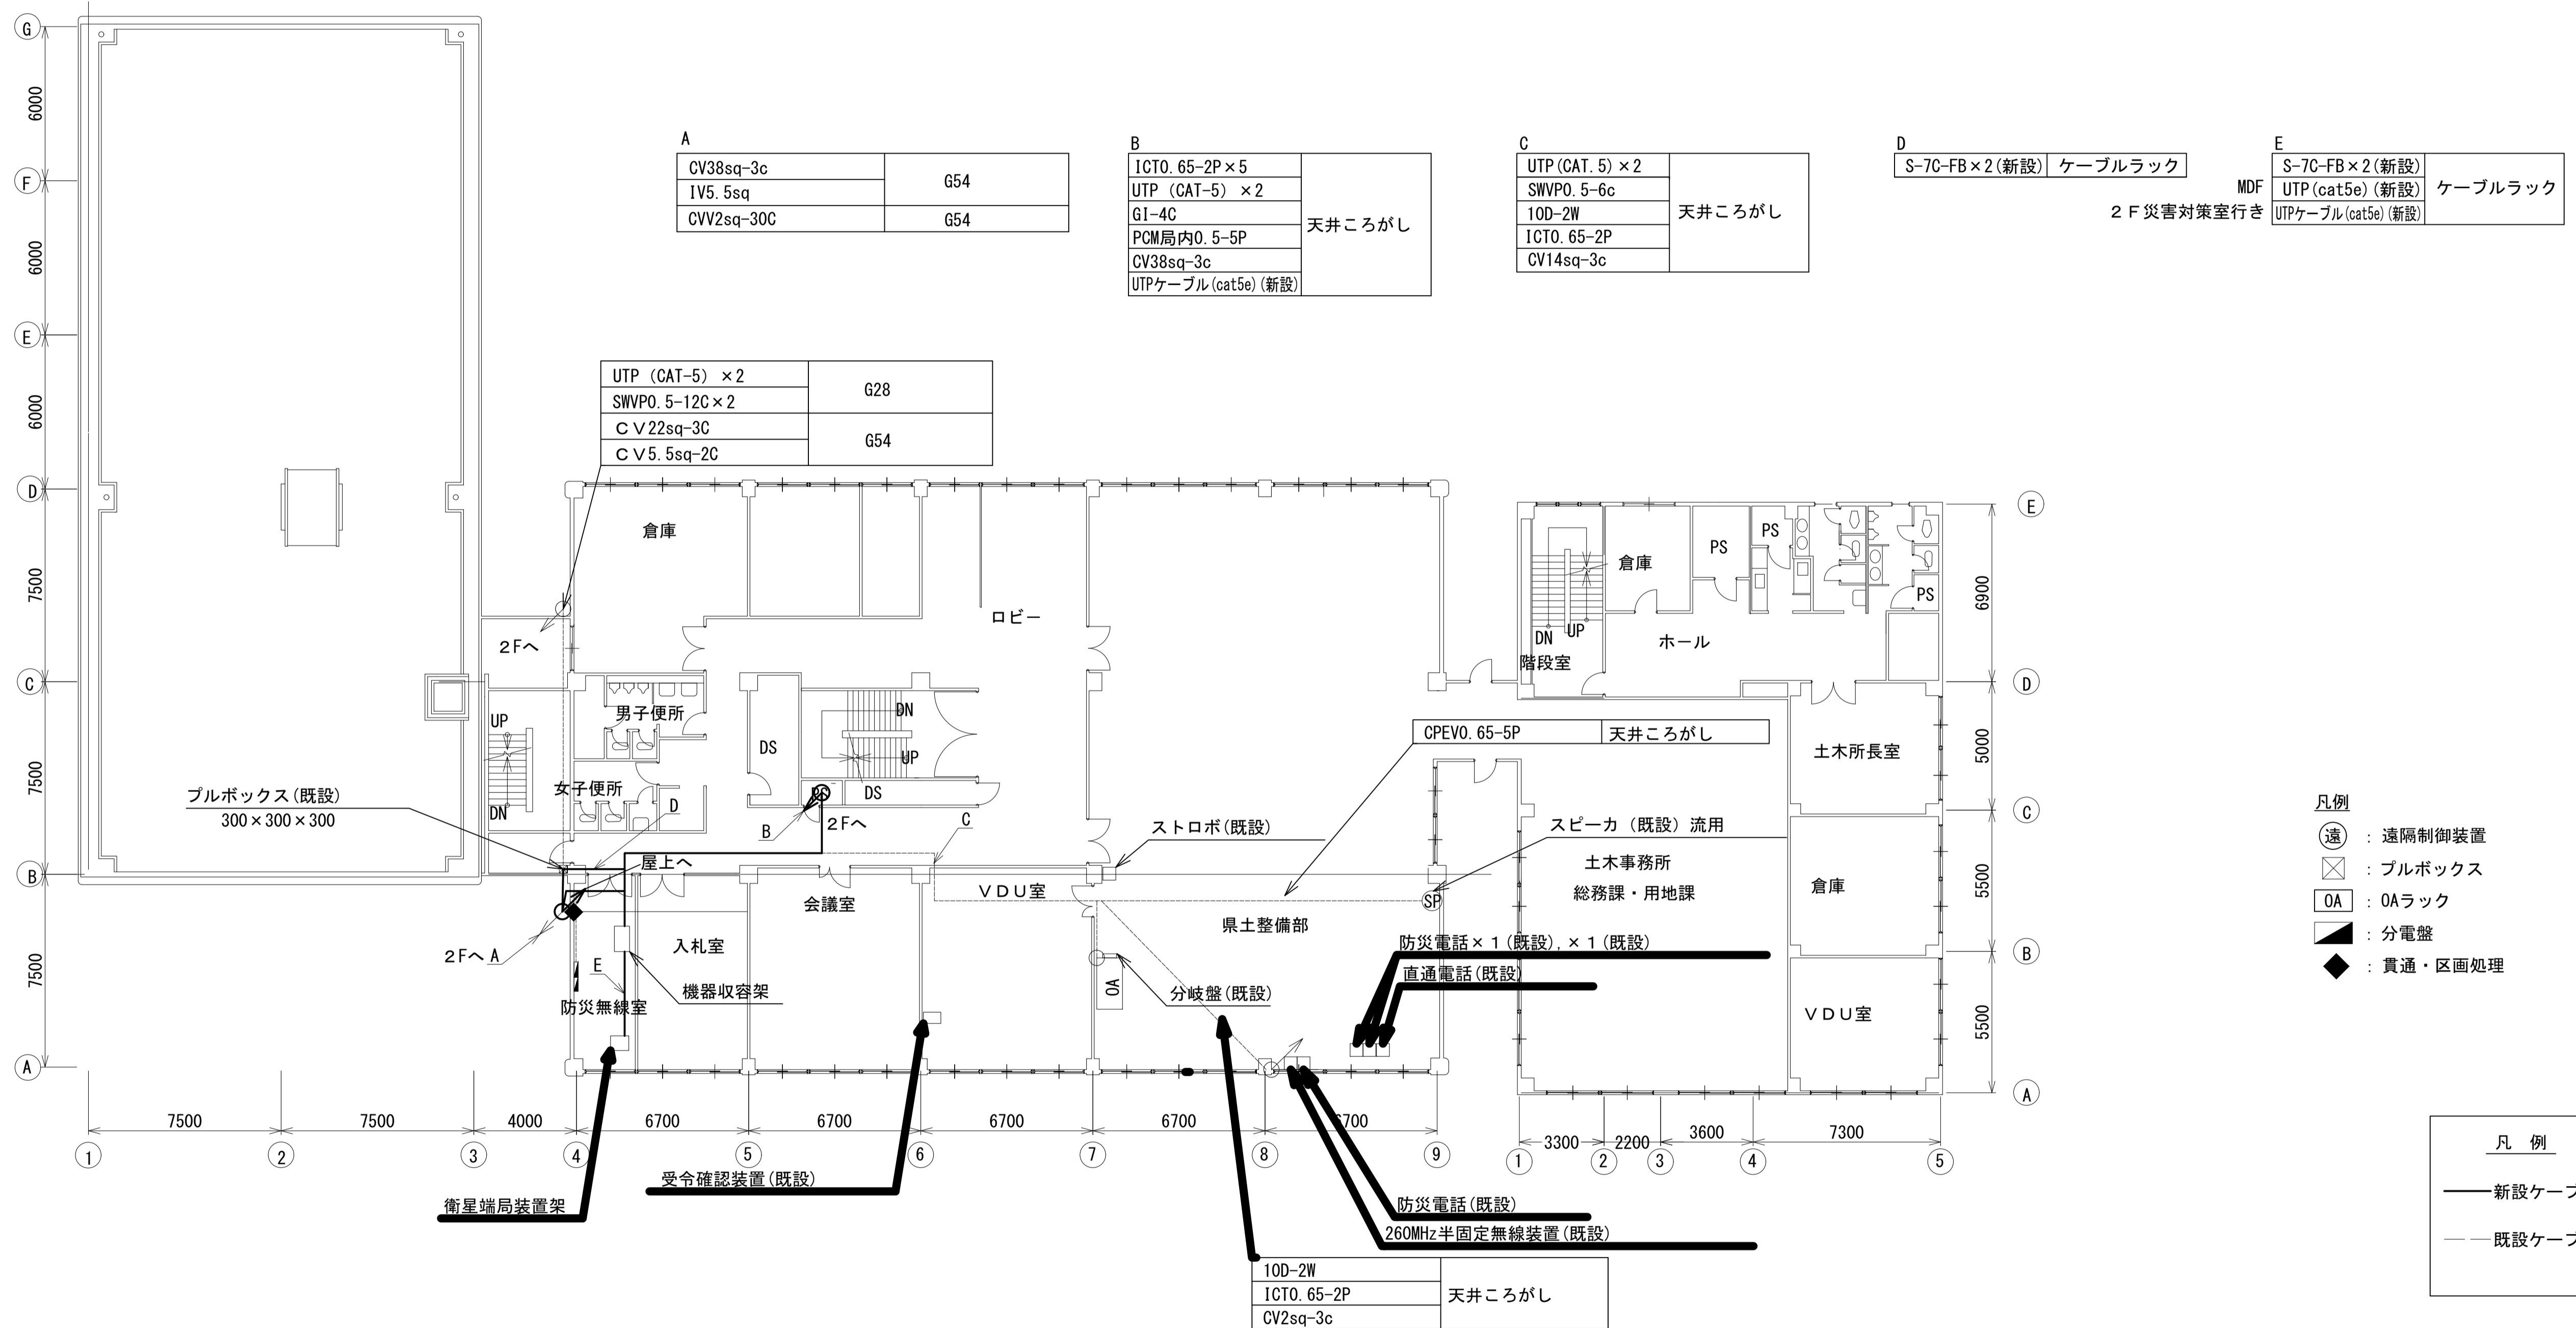 A
CV38sq-3c
IV5.5sq
G54
CVV2sq-30C
G54
B
ICT0.65-2P×5
UTP（CAT-5）×2
GI-4C
PCM局内0.5-5P
CV38sq-3c
UTPケーブル(cat5e)(新設)
天井ころがし
C
UTP(CAT.5)×2
SWVP0.5-6c
10D-2W
ICT0.65-2P
CV14sq-3c
天井ころがし
D
S-7C-FB×2(新設)
ケーブルラック
E
MDF
２Ｆ災害対策室行き
S-7C-FB×2(新設)
UTP(cat5e)(新設)
UTPケーブル(cat5e)(新設)
ケーブルラック
UTP（CAT-5）×2
SWVP0.5-12C×2
G28
ＣＶ22sq-3C
ＣＶ5.5sq-2C
G54
G
6000
F
6000
E
6000
D
7500
C
7500
B
7500
A
倉庫
ロビー
２Fへ
UP
DN
男子便所
女子便所
D
DS
DN
UP
PS
DS
２Fへ
B
C
プルボックス(既設)
300×300×300
屋上へ
２Fへ A
E
防災無線室
入札室
機器収容架
会議室
ＶＤＵ室
ストロボ(既設)
CPEV0.65-5P
天井ころがし
スピーカ（既設）流用
SP
県土整備部
OA
分岐盤(既設)
防災電話×１(既設),×１(既設)
直通電話(既設)
倉庫
PS
PS
PS
DN
UP
階段室
ホール
土木所長室
土木事務所
総務課・用地課
倉庫
ＶＤＵ室
E
6900
D
5000
C
5500
B
5500
A
7500
7500
4000
6700
6700
6700
6700
6700
1
2
3
4
5
6
7
8
9
3300
2200
3600
7300
1
2
3
4
5
衛星端局装置架
受令確認装置(既設)
防災電話(既設)
260MHz半固定無線装置(既設)
10D-2W
ICT0.65-2P
CV2sq-3c
天井ころがし
凡例
遠 : 遠隔制御装置
: プルボックス
OA : OAラック
: 分電盤
: 貫通・区画処理
凡 例
新設ケーブ
既設ケーブ